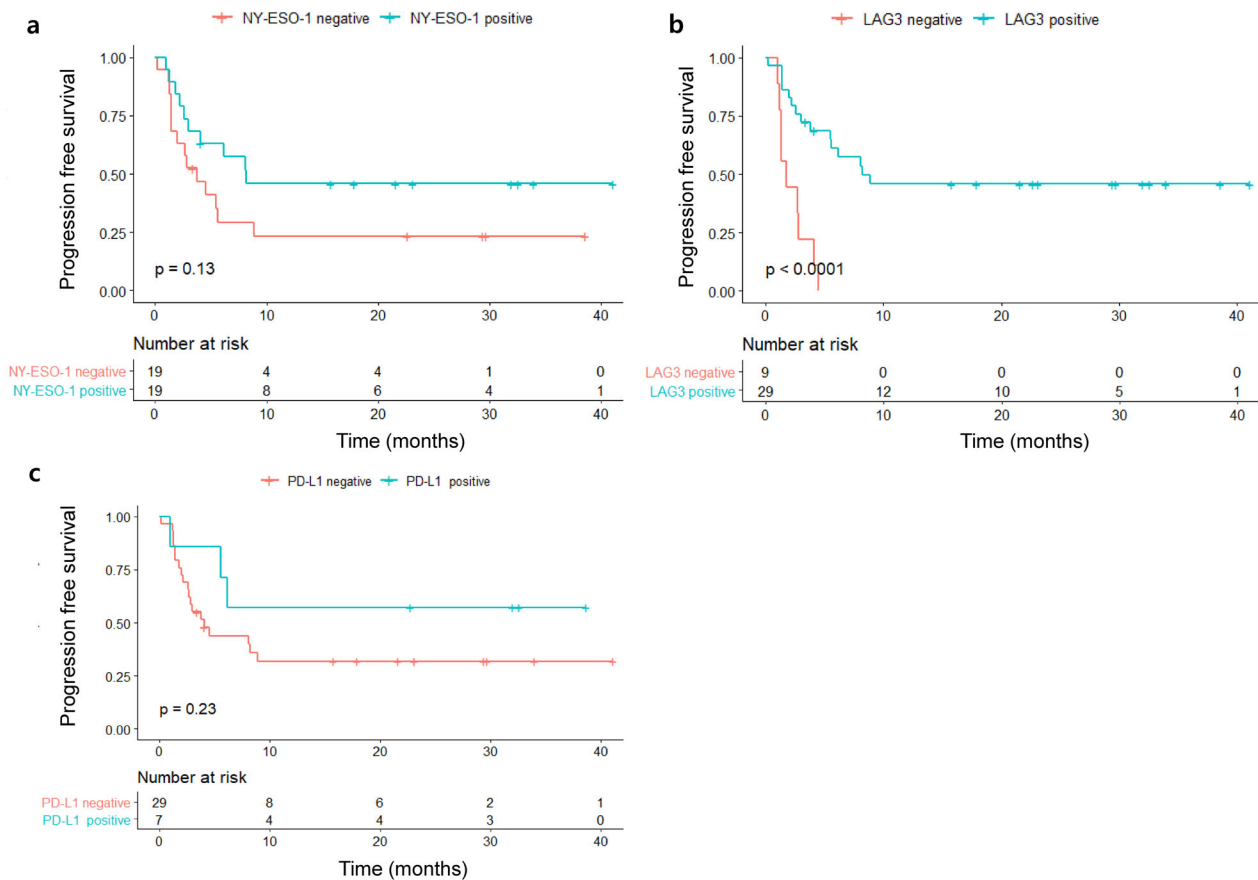 a
NY-ESO-1 negative NY-ESO-1 positive
Progression free survival
1.00
0.75
0.50
0.25
0.00
p = 0.13
0 10 20 30 40
Number at risk
NY-ESO-1 negative 19 4 4 1 0
NY-ESO-1 positive 19 8 6 4 1
0 10 20 30 40
Time (months)
b
LAG3 negative LAG3 positive
Progression free survival
1.00
0.75
0.50
0.25
0.00
p < 0.0001
0 10 20 30 40
Number at risk
LAG3 negative 9 0 0 0 0
LAG3 positive 29 12 10 5 1
0 10 20 30 40
Time (months)
c
PD-L1 negative PD-L1 positive
Progression free survival
1.00
0.75
0.50
0.25
0.00
p = 0.23
0 10 20 30 40
Number at risk
PD-L1 negative 29 8 6 2 1
PD-L1 positive 7 4 4 3 0
0 10 20 30 40
Time (months)